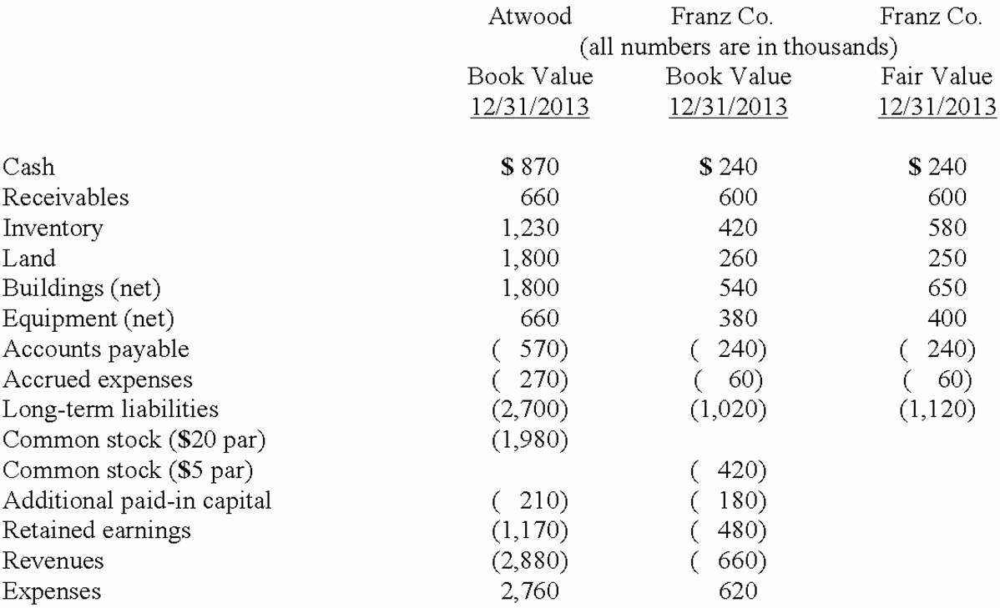 Atwood Franz Co. Franz Co.
(all numbers are in thousands)
Book Value Book Value Fair Value
12/31/2013 12/31/2013 12/31/2013
Cash $ 870 $ 240 $ 240
Receivables 660 600 600
Inventory 1,230 420 580
Land 1,800 260 250
Buildings (net) 1,800 540 650
Equipment (net) 660 380 400
Accounts payable ( 570) ( 240) ( 240)
Accrued expenses ( 270) ( 60) ( 60)
Long-term liabilities (2,700) (1,020) (1,120)
Common stock ($20 par) (1,980)
Common stock ($5 par) ( 420)
Additional paid-in capital ( 210) ( 180)
Retained earnings (1,170) ( 480)
Revenues (2,880) ( 660)
Expenses 2,760 620